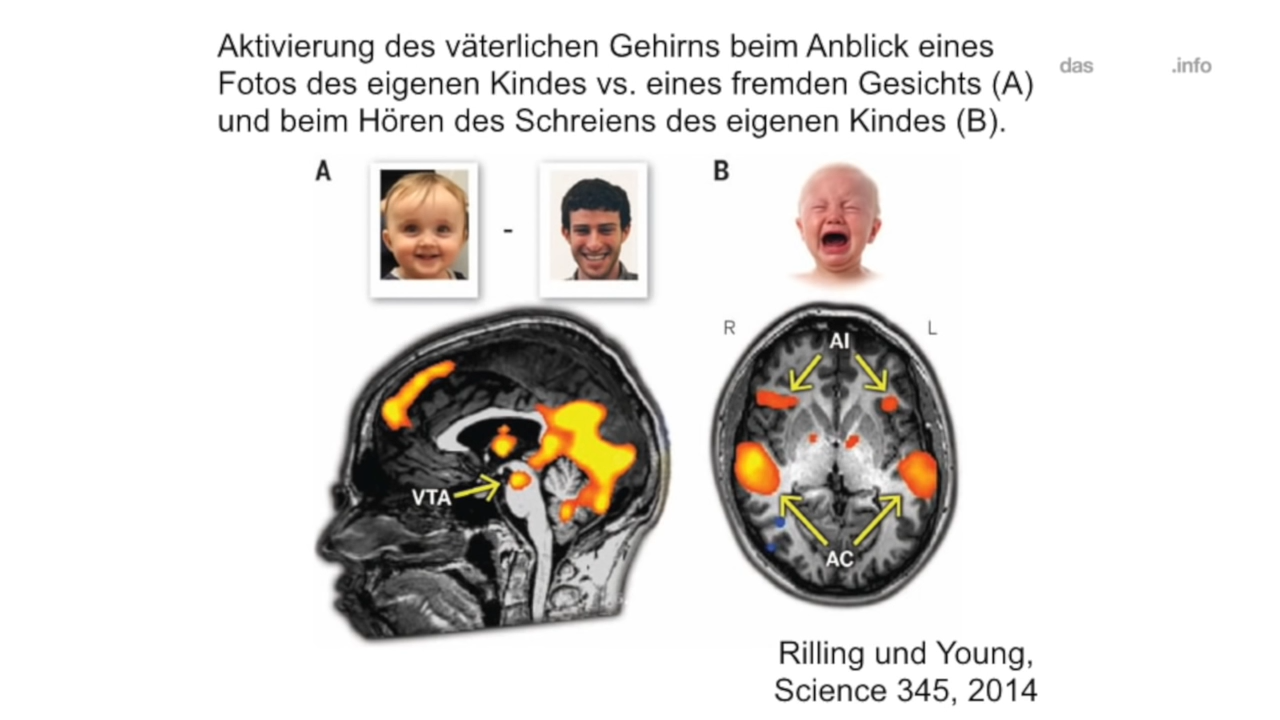 Aktivierung des väterlichen Gehirns beim Anblick eines
Fotos des eigenen Kindes vs. eines fremden Gesichts (A)
und beim Hören des Schreiens des eigenen Kindes (B).
das .info
A
-
B
R
L
AI
VTA
AC
Rilling und Young,
Science 345, 2014